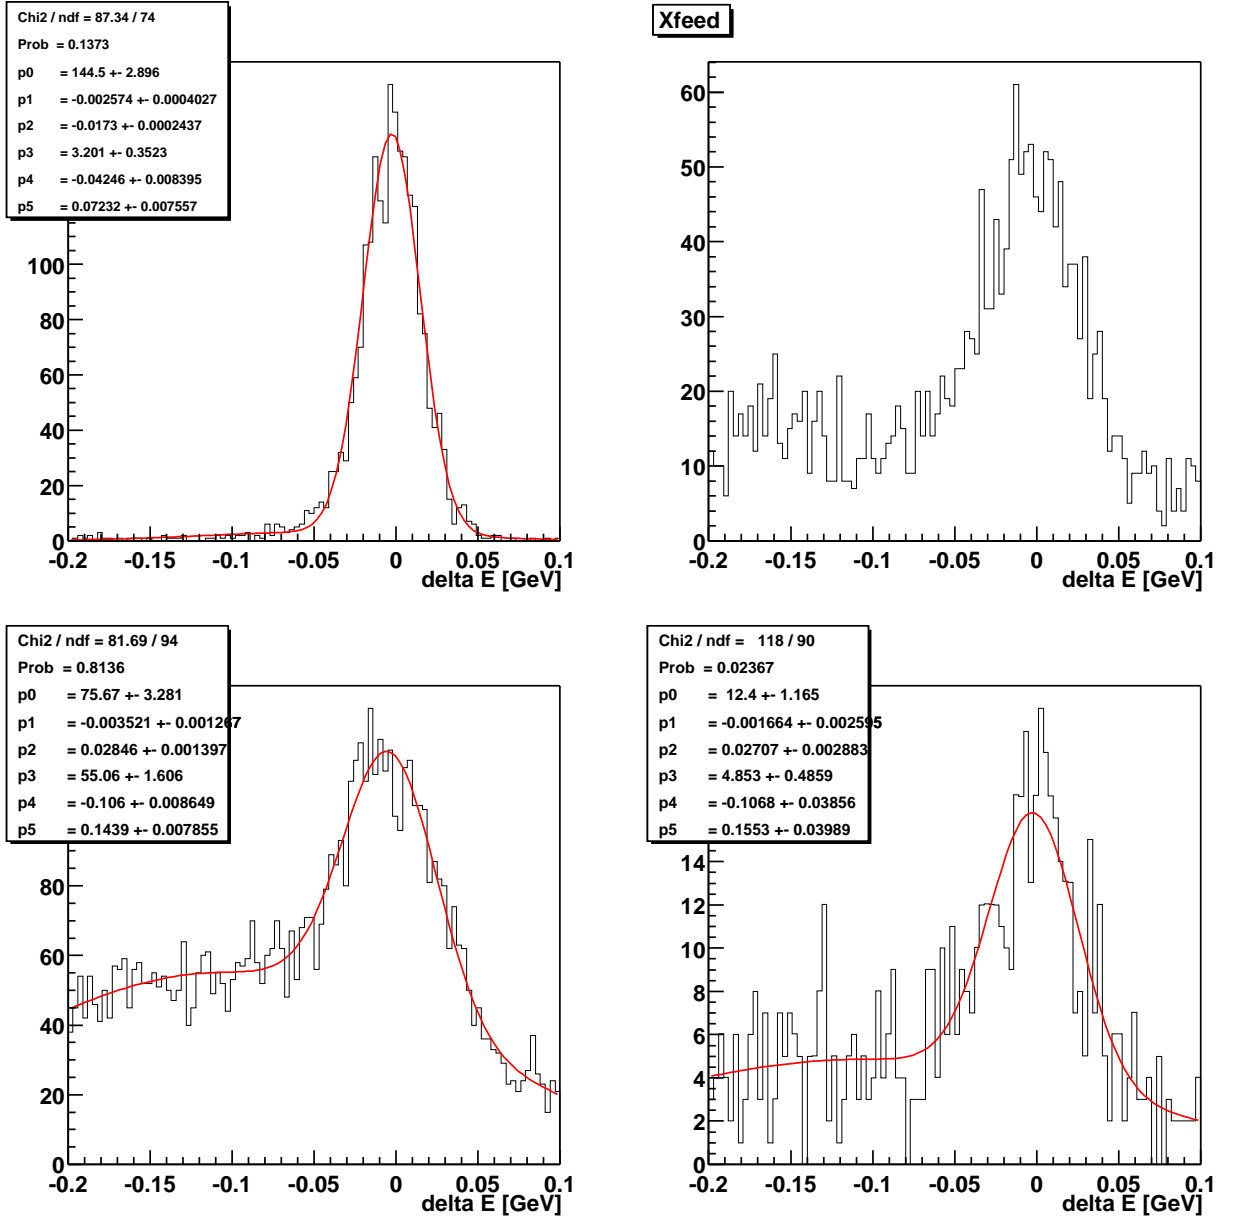 Chi2 / ndf = 87.34 / 74
Prob = 0.1373
p0 = 144.5 +- 2.896
p1 = -0.002574 +- 0.0004027
p2 = -0.0173 +- 0.0002437
p3 = 3.201 +- 0.3523
p4 = -0.04246 +- 0.008395
p5 = 0.07232 +- 0.007557
100
80
60
40
20
0
-0.2 -0.15 -0.1 -0.05 0 0.05 0.1
delta E [GeV]
Xfeed
60
50
40
30
20
10
0
-0.2 -0.15 -0.1 -0.05 0 0.05 0.1
delta E [GeV]
Chi2 / ndf = 81.69 / 94
Prob = 0.8136
p0 = 75.67 +- 3.281
p1 = -0.003521 +- 0.001267
p2 = 0.02846 +- 0.001397
p3 = 55.06 +- 1.606
p4 = -0.106 +- 0.008649
p5 = 0.1439 +- 0.007855
80
60
40
20
0
-0.2 -0.15 -0.1 -0.05 0 0.05 0.1
delta E [GeV]
Chi2 / ndf = 118 / 90
Prob = 0.02367
p0 = 12.4 +- 1.165
p1 = -0.001664 +- 0.002595
p2 = 0.02707 +- 0.002883
p3 = 4.853 +- 0.4859
p4 = -0.1068 +- 0.03856
p5 = 0.1553 +- 0.03989
14
12
10
8
6
4
2
0
-0.2 -0.15 -0.1 -0.05 0 0.05 0.1
delta E [GeV]